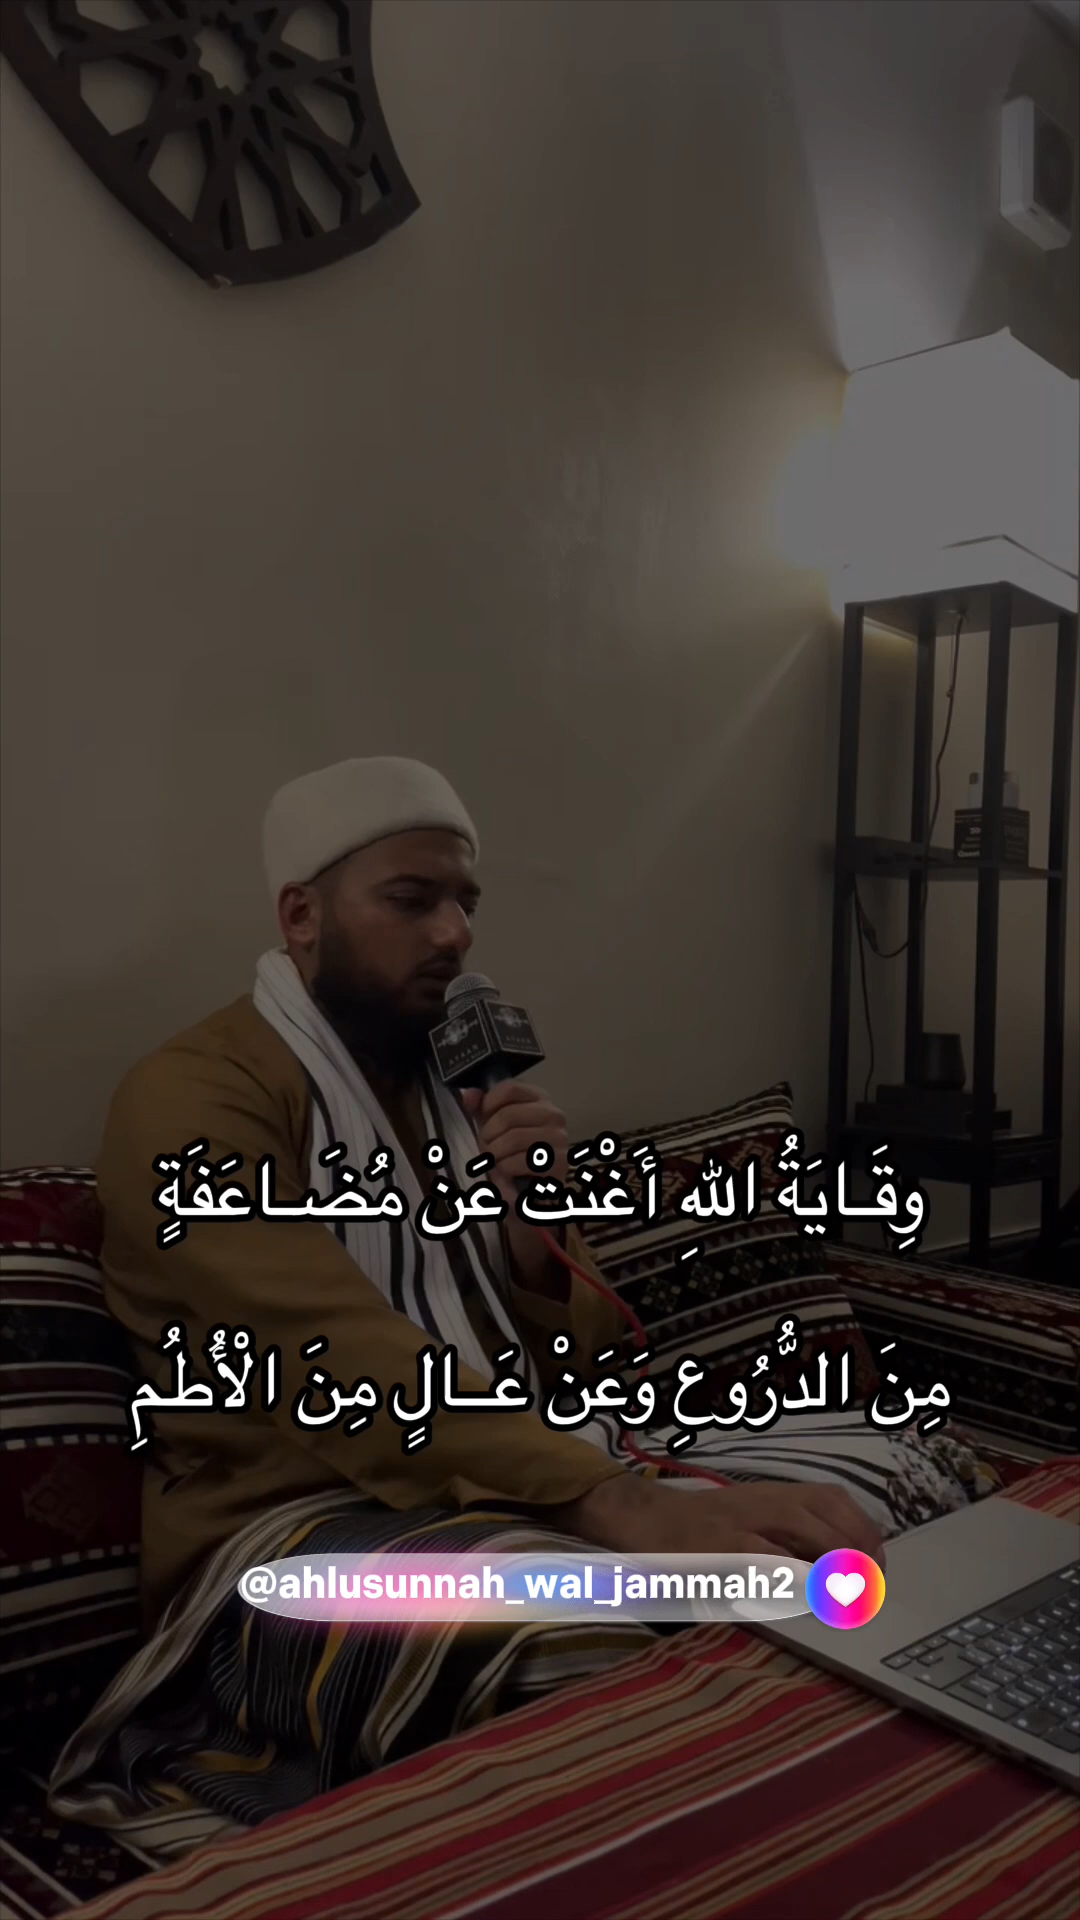 وِقَـايَةُ اللهِ أَغْنَتْ عَنْ مُضَـاعَفَةٍ
مِنَ الدُّرُوعِ وَعَنْ عَـالٍ مِنَ الْأُطُمِ
@ahlusunnah_wal_jammah2